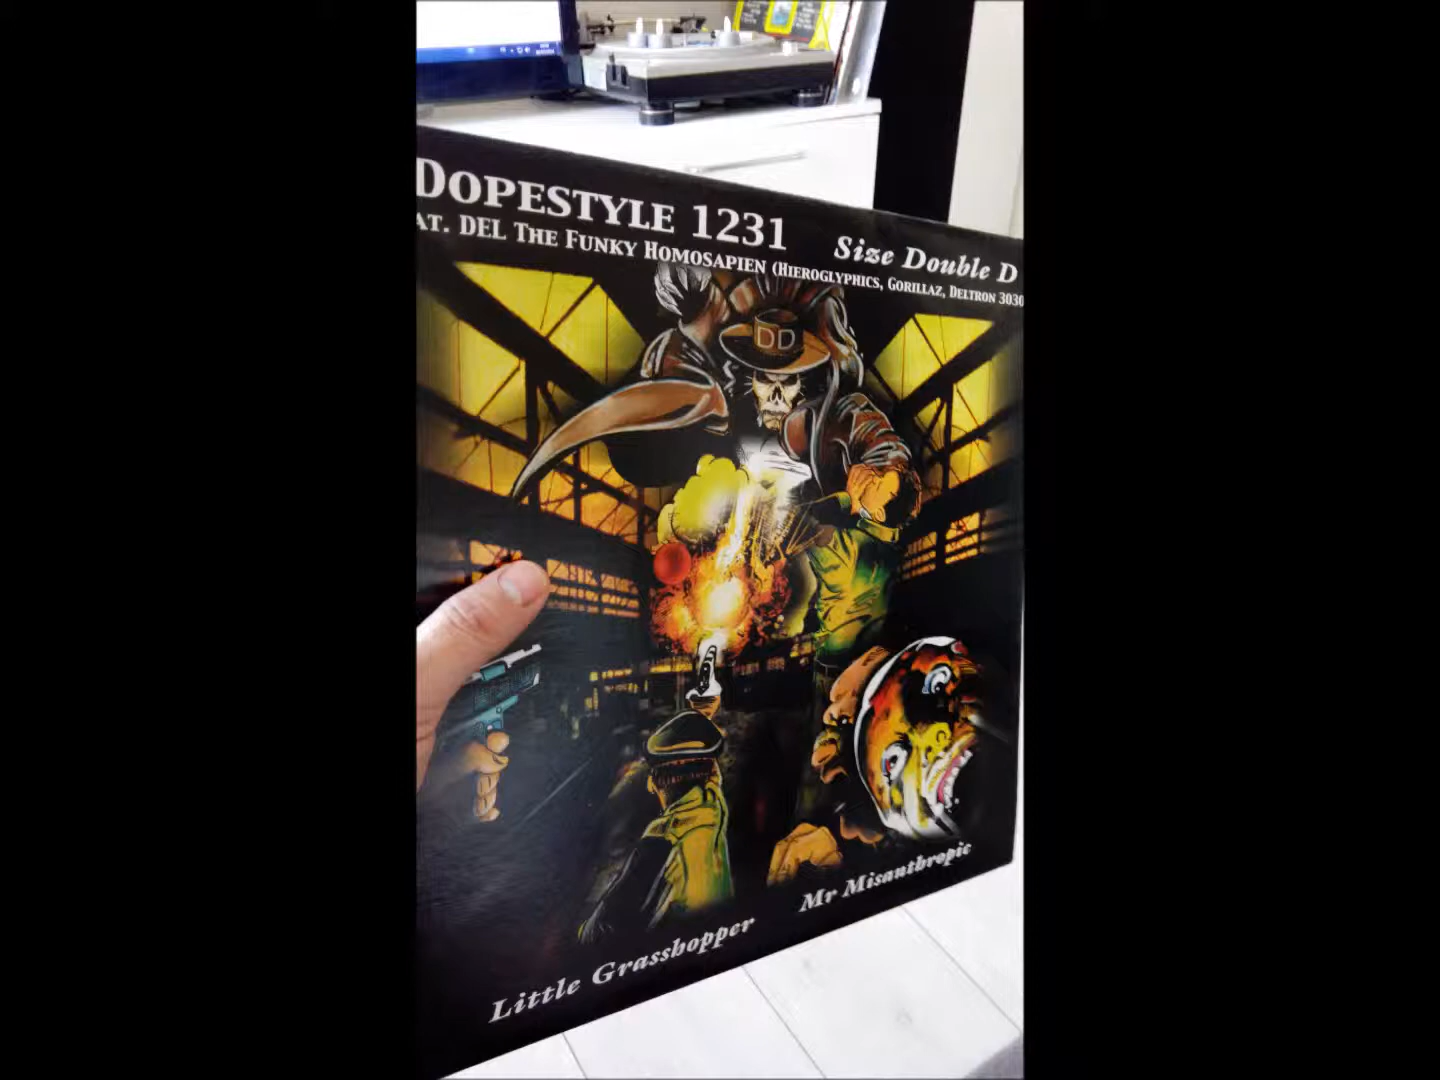 DOPESTYLE 1231
AT. DEL THE FUNKY HOMOSAPIEN (HIEROGLYPHICS, GORILLAZ, DELTRON 3030
Size Double D
DD
Little Grasshopper
Mr Misanthropic